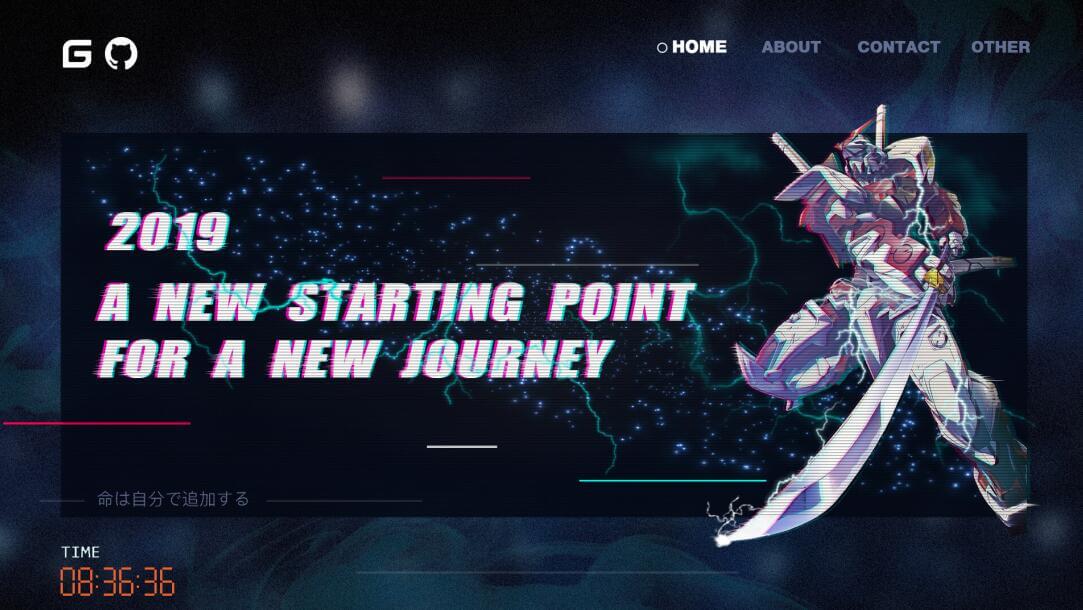 G
HOME ABOUT CONTACT OTHER
2019
A NEW STARTING POINT
FOR A NEW JOURNEY
命は自分で追加する
TIME
08:36:36